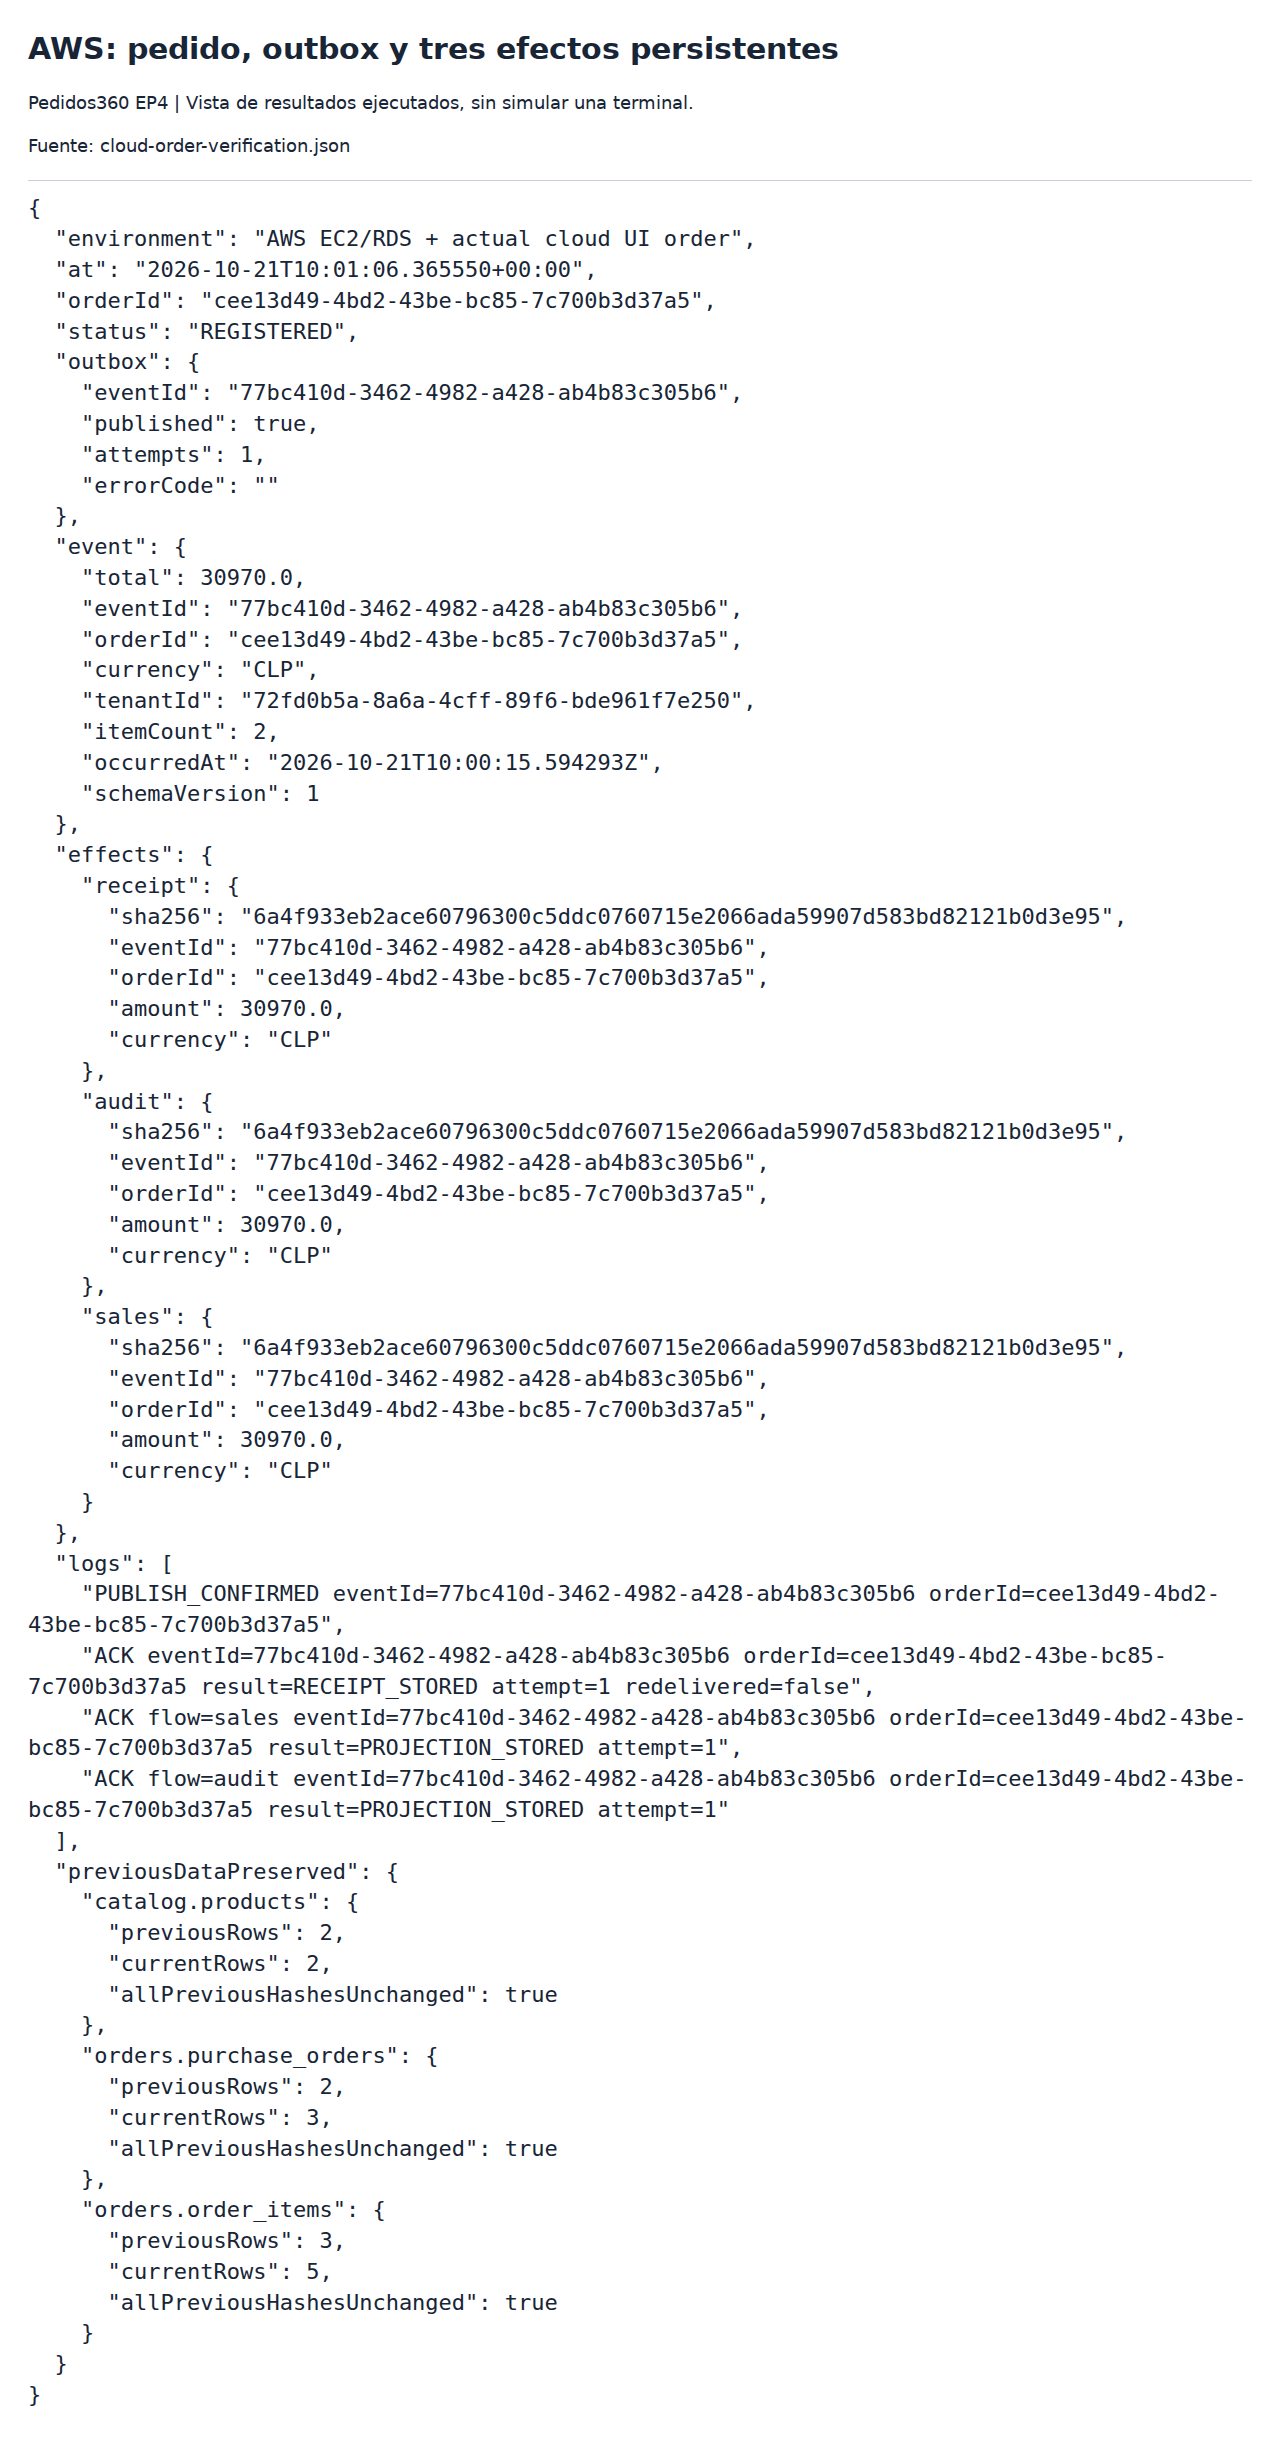 AWS: pedido, outbox y tres efectos persistentes
Pedidos360 EP4 | Vista de resultados ejecutados, sin simular una terminal.
Fuente: cloud-order-verification.json
{
  "environment": "AWS EC2/RDS + actual cloud UI order",
  "at": "2026-10-21T10:01:06.365550+00:00",
  "orderId": "cee13d49-4bd2-43be-bc85-7c700b3d37a5",
  "status": "REGISTERED",
  "outbox": {
    "eventId": "77bc410d-3462-4982-a428-ab4b83c305b6",
    "published": true,
    "attempts": 1,
    "errorCode": ""
  },
  "event": {
    "total": 30970.0,
    "eventId": "77bc410d-3462-4982-a428-ab4b83c305b6",
    "orderId": "cee13d49-4bd2-43be-bc85-7c700b3d37a5",
    "currency": "CLP",
    "tenantId": "72fd0b5a-8a6a-4cff-89f6-bde961f7e250",
    "itemCount": 2,
    "occurredAt": "2026-10-21T10:00:15.594293Z",
    "schemaVersion": 1
  },
  "effects": {
    "receipt": {
      "sha256": "6a4f933eb2ace60796300c5ddc0760715e2066ada59907d583bd82121b0d3e95",
      "eventId": "77bc410d-3462-4982-a428-ab4b83c305b6",
      "orderId": "cee13d49-4bd2-43be-bc85-7c700b3d37a5",
      "amount": 30970.0,
      "currency": "CLP"
    },
    "audit": {
      "sha256": "6a4f933eb2ace60796300c5ddc0760715e2066ada59907d583bd82121b0d3e95",
      "eventId": "77bc410d-3462-4982-a428-ab4b83c305b6",
      "orderId": "cee13d49-4bd2-43be-bc85-7c700b3d37a5",
      "amount": 30970.0,
      "currency": "CLP"
    },
    "sales": {
      "sha256": "6a4f933eb2ace60796300c5ddc0760715e2066ada59907d583bd82121b0d3e95",
      "eventId": "77bc410d-3462-4982-a428-ab4b83c305b6",
      "orderId": "cee13d49-4bd2-43be-bc85-7c700b3d37a5",
      "amount": 30970.0,
      "currency": "CLP"
    }
  },
  "logs": [
    "PUBLISH_CONFIRMED eventId=77bc410d-3462-4982-a428-ab4b83c305b6 orderId=cee13d49-4bd2-
43be-bc85-7c700b3d37a5",
    "ACK eventId=77bc410d-3462-4982-a428-ab4b83c305b6 orderId=cee13d49-4bd2-43be-bc85-
7c700b3d37a5 result=RECEIPT_STORED attempt=1 redelivered=false",
    "ACK flow=sales eventId=77bc410d-3462-4982-a428-ab4b83c305b6 orderId=cee13d49-4bd2-43be-
bc85-7c700b3d37a5 result=PROJECTION_STORED attempt=1",
    "ACK flow=audit eventId=77bc410d-3462-4982-a428-ab4b83c305b6 orderId=cee13d49-4bd2-43be-
bc85-7c700b3d37a5 result=PROJECTION_STORED attempt=1"
  ],
  "previousDataPreserved": {
    "catalog.products": {
      "previousRows": 2,
      "currentRows": 2,
      "allPreviousHashesUnchanged": true
    },
    "orders.purchase_orders": {
      "previousRows": 2,
      "currentRows": 3,
      "allPreviousHashesUnchanged": true
    },
    "orders.order_items": {
      "previousRows": 3,
      "currentRows": 5,
      "allPreviousHashesUnchanged": true
    }
  }
}